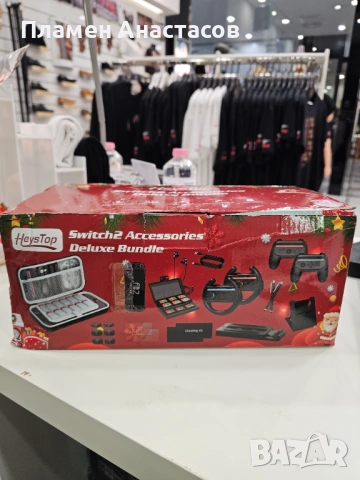 Пламен Анастасов
HeysTop
Switch2 Accessories
Deluxe Bundle
BAZAR